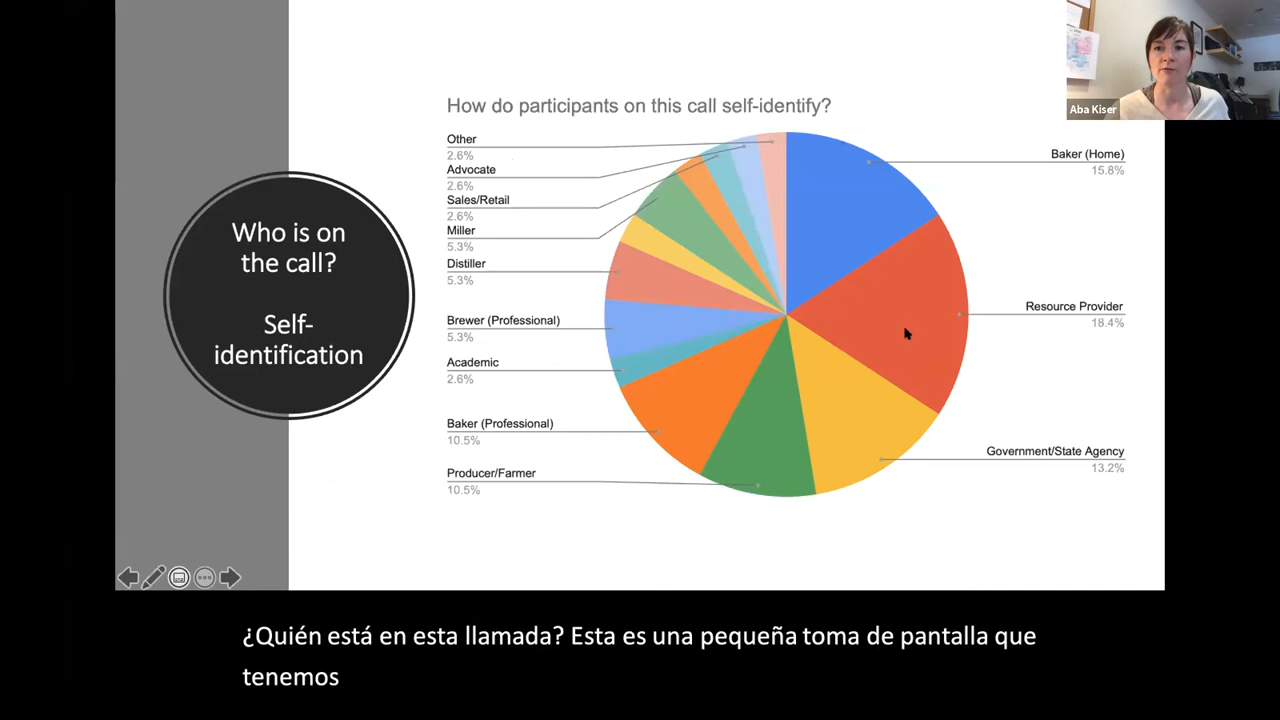 Who is on
the call?
Self-
identification
How do participants on this call self-identify?
Other
2.6%
Advocate
2.6%
Sales/Retail
2.6%
Miller
5.3%
Distiller
5.3%
Brewer (Professional)
5.3%
Academic
2.6%
Baker (Professional)
10.5%
Producer/Farmer
10.5%
Baker (Home)
15.8%
Resource Provider
18.4%
Government/State Agency
13.2%
Aba Kiser
¿Quién está en esta llamada? Esta es una pequeña toma de pantalla que
tenemos